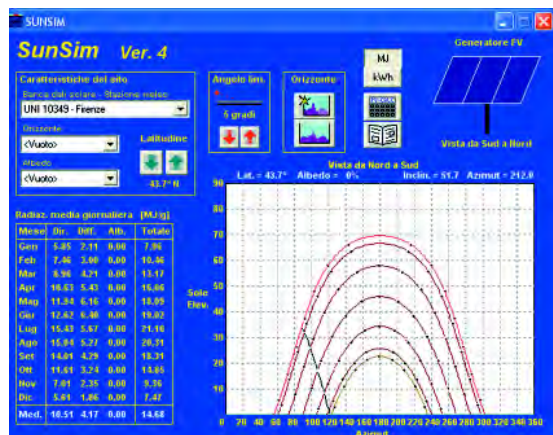 SUNSIM
SunSim Ver. 4
Caratteristiche del sito
Banca dati solare - Stazione meteo
UNI 10349 - Firenze
Orizzonte
<Vuoto>
Latitudine
Albedo
<Vuoto>
43.7° N
Angolo lim.
6 gradi
Orizzonte
MJ
kWh
Generatore FV
Vista da Sud a Nord
Vista da Nord a Sud
Lat. = 43.7° Albedo = 0% Inclin. = 51.7 Azimut = 212.0
Radiaz. media giornaliera [MJ/g]
Mese Dir. Diff. Alb. Totale
Gen 5.85 2.11 0,00 7.96
Feb 7.46 3.00 0,00 10.46
Mar 8.96 4.21 0,00 13.17
Apr 10.63 5.43 0,00 16.06
Mag 11.94 6.16 0,00 18.09
Giu 12.62 6.40 0,00 19.02
Lug 15.43 5.67 0,00 21.10
Ago 15.04 5.27 0,00 20.31
Set 14.01 4.29 0,00 18.31
Ott 11.61 3.24 0,00 14.85
Nov 7.01 2.35 0,00 9.36
Dic 5.61 1.86 0,00 7.47
Med. 10.51 4.17 0,00 14.68
90
80
70
60
50
40
30
20
10
Sole
Elev.
0 20 40 60 80 100 120 140 160 180 200 220 240 260 280 300 320 340 360
Azimut